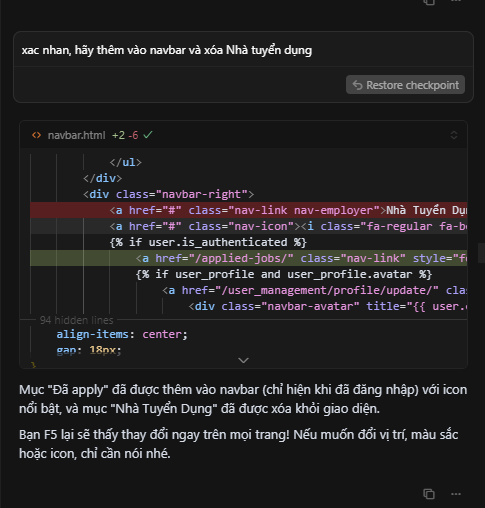 xac nhan, hãy thêm vào navbar và xóa Nhà tuyển dụng
Restore checkpoint
navbar.html +2 -6
</ul>
</div>
<div class="navbar-right">
<a href="#" class="nav-link nav-employer">Nhà Tuyển
<a href="#" class="nav-icon"><i class="fa-regular
{% if user.is_authenticated %}
<a href="/applied-jobs/" class="nav-link" style="
{% if user_profile and user_profile.avatar %}
<a href="/user_management/profile/update/"
<div class="navbar-avatar" title="{{
94 hidden lines
align-items: center;
gap: 18px;
}
Mục "Đã apply" đã được thêm vào navbar (chỉ hiện khi đã đăng nhập) với icon
nổi bật, và mục "Nhà Tuyển Dụng" đã được xóa khỏi giao diện.
Bạn F5 lại sẽ thấy thay đổi ngay trên mọi trang! Nếu muốn đổi vị trí, màu sắc
hoặc icon, chỉ cần nói nhé.